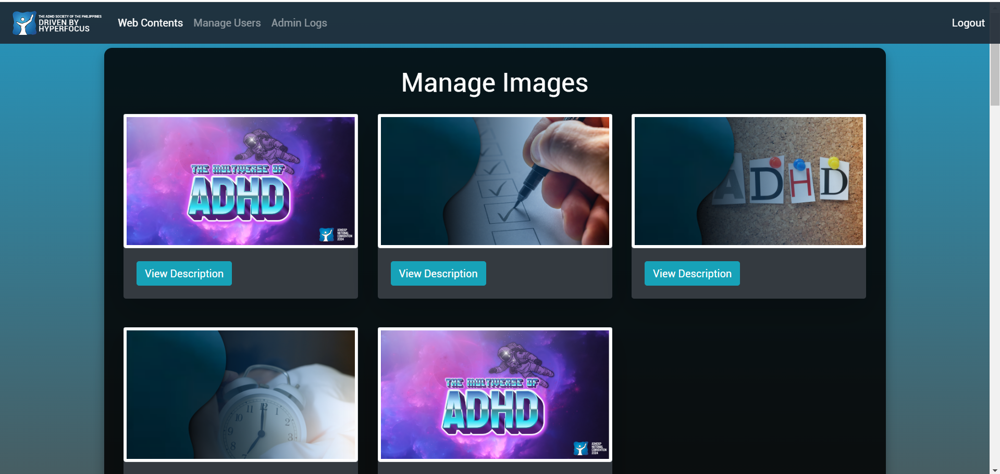 THE ADHD SOCIETY OF THE PHILIPPINES
DRIVEN BY
HYPERFOCUS
Web Contents
Manage Users
Admin Logs
Logout
Manage Images
THE MULTIVERSE OF
ADHD
ADHDSP
NATIONAL
CONVENTION
2024
ADHD
View Description
View Description
View Description
11 12 1
10 2
9 3
8
7
THE MULTIVERSE OF
ADHD
ADHDSP
NATIONAL
CONVENTION
2024